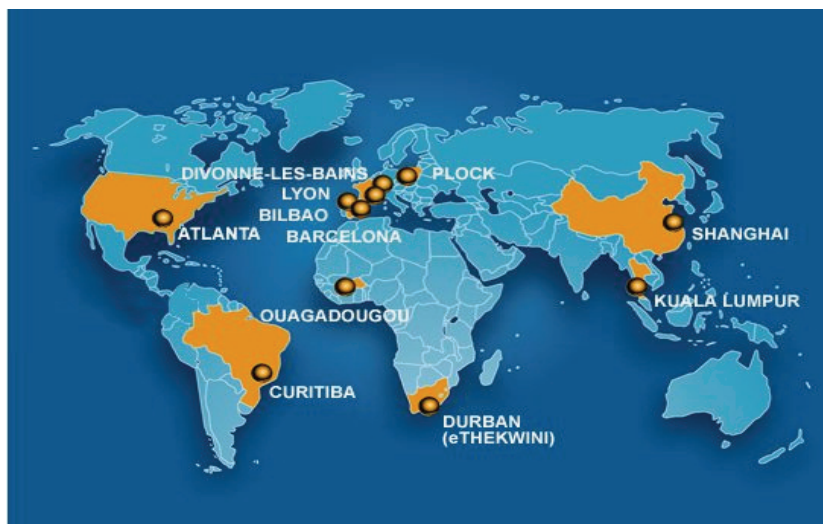 DIVONNE-LES-BAINS
PLOCK
LYON
BILBAO
ATLANTA
BARCELONA
SHANGHAI
KUALA LUMPUR
OUAGADOUGOU
CURITIBA
DURBAN
(eTHEKWINI)